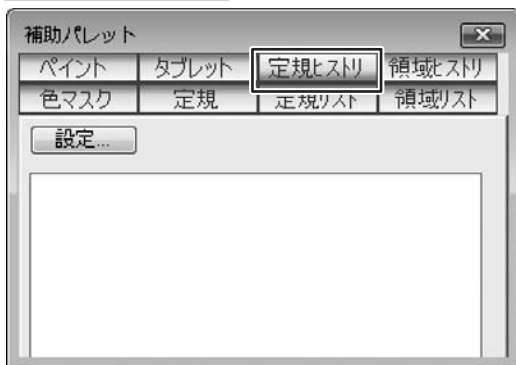 補助パレット
ペイント タブレット 定規ヒストリ 領域ヒストリ
色マスク 定規 定規リスト 領域リスト
設定...